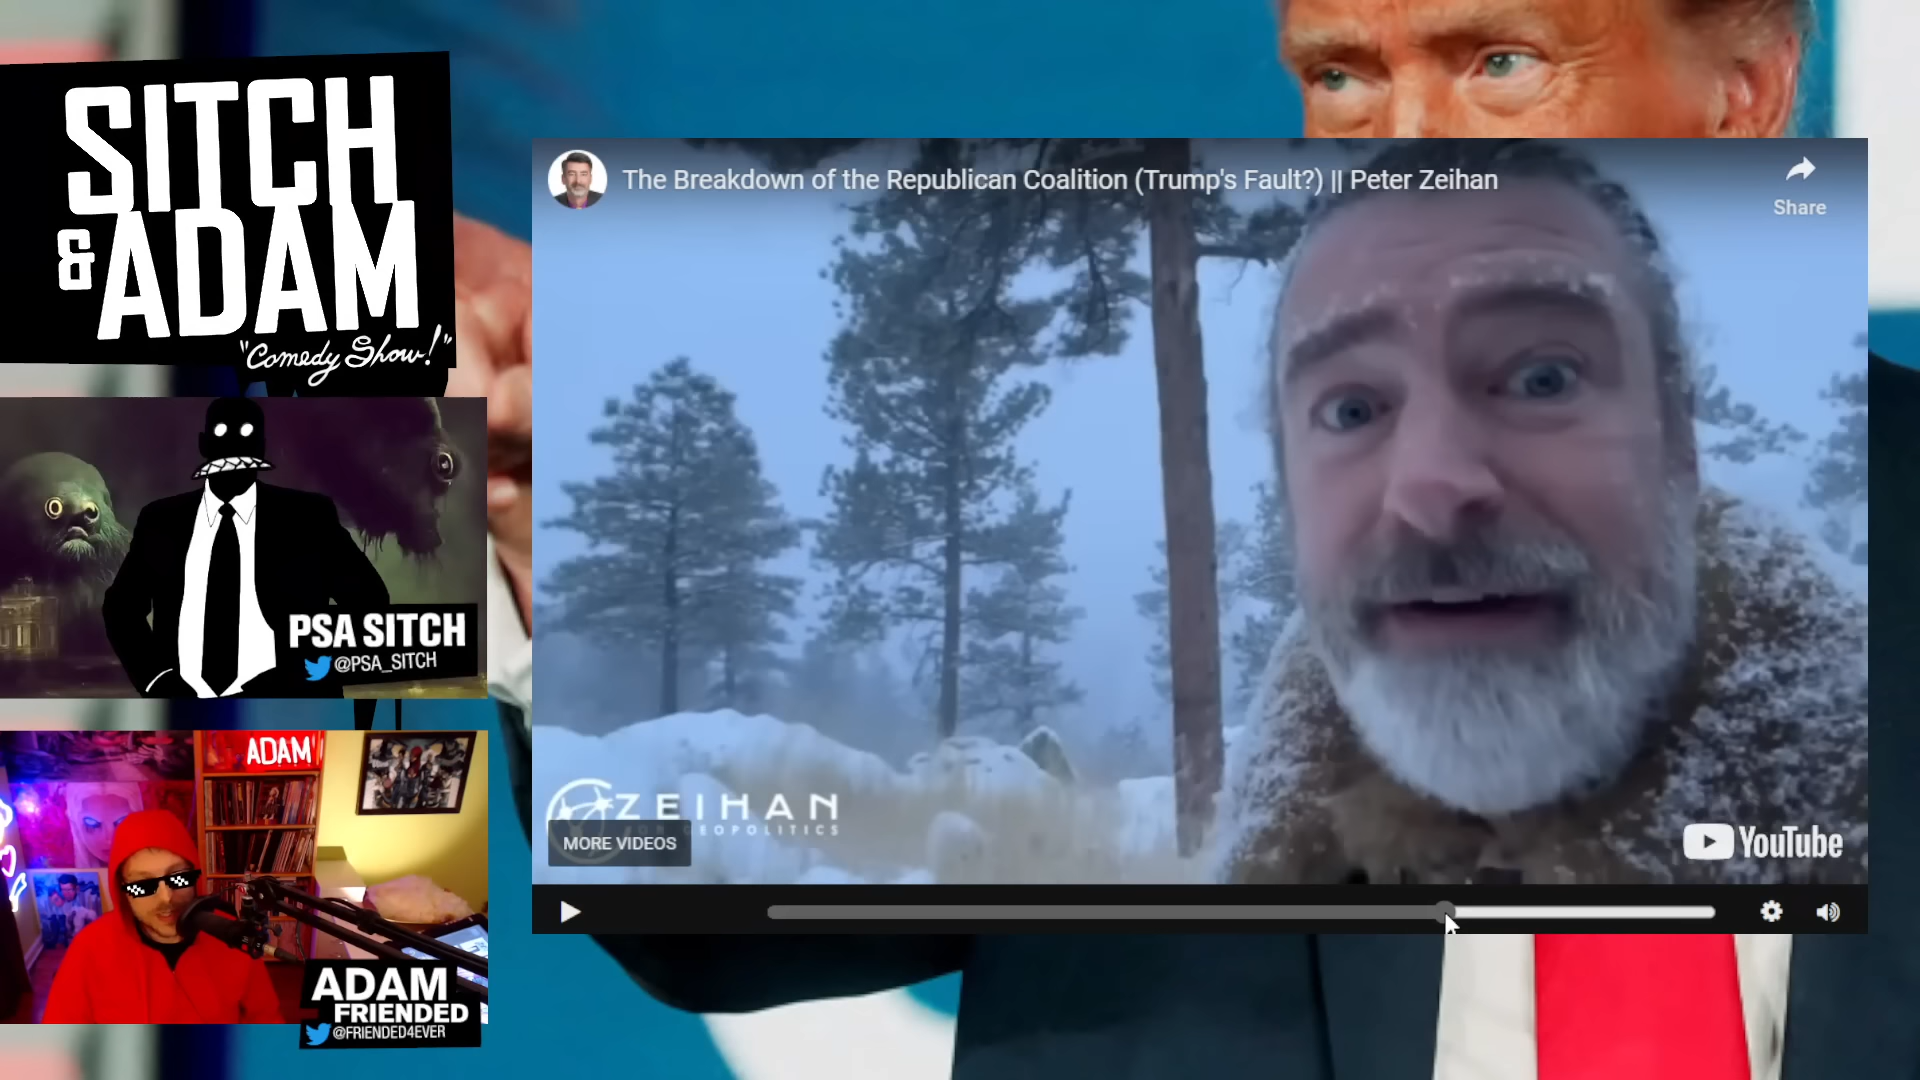 SITCH
& ADAM
"Comedy Show!"
PSA SITCH
@PSA_SITCH
ADAM
ADAM
FRIENDED
@FRIENDED4EVER
The Breakdown of the Republican Coalition (Trump's Fault?) || Peter Zeihan
Share
ZEIHAN
GEOPOLITICS
MORE VIDEOS
YouTube